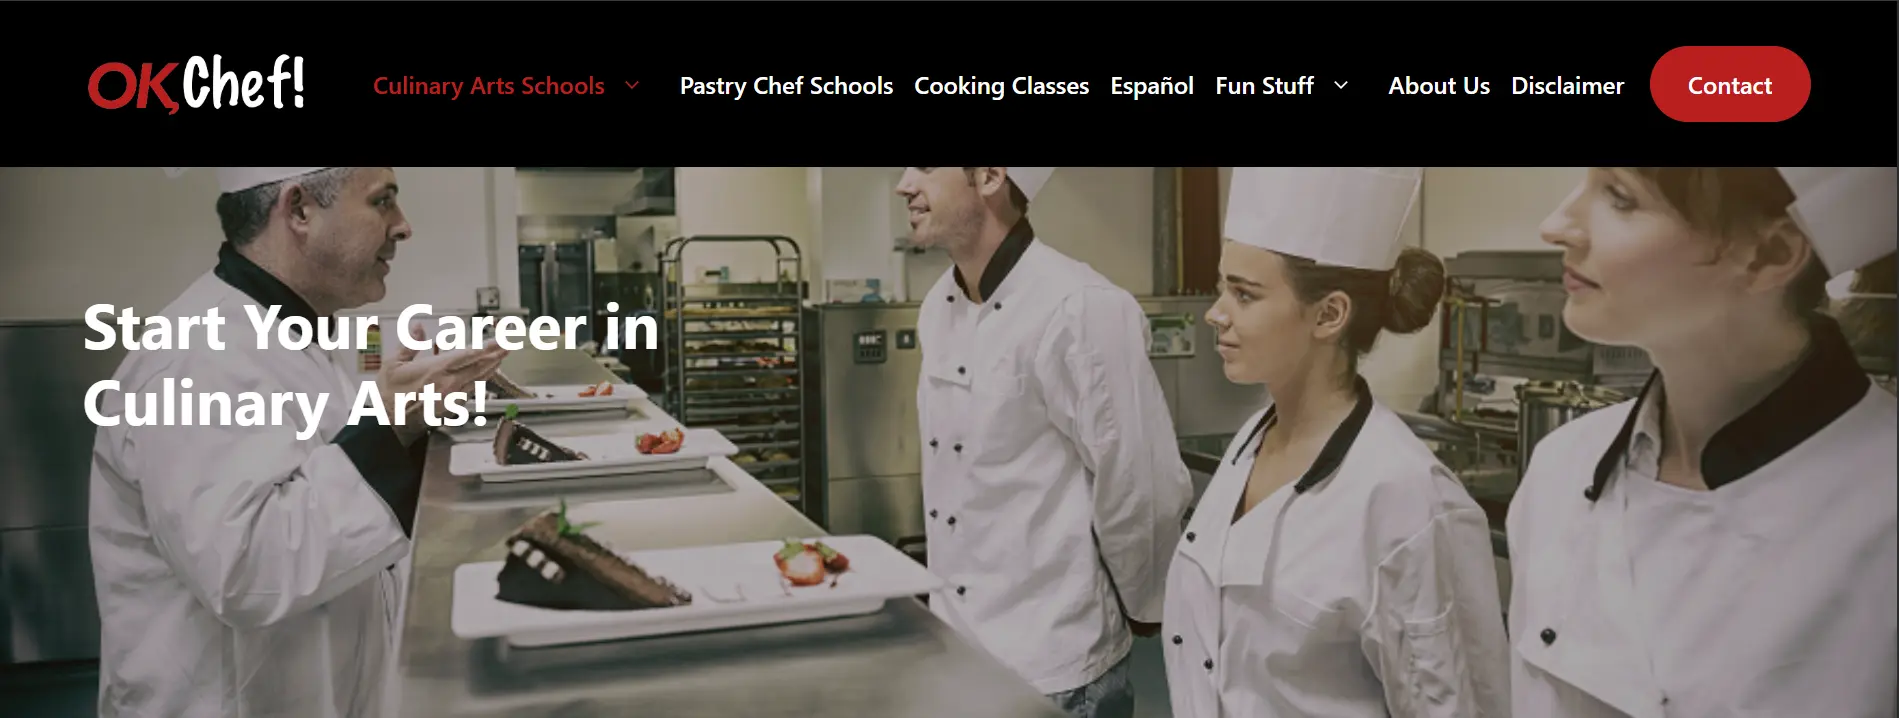 OK, Chef!
Culinary Arts Schools
Pastry Chef Schools
Cooking Classes
Español
Fun Stuff
About Us
Disclaimer
Contact
Start Your Career in
Culinary Arts!